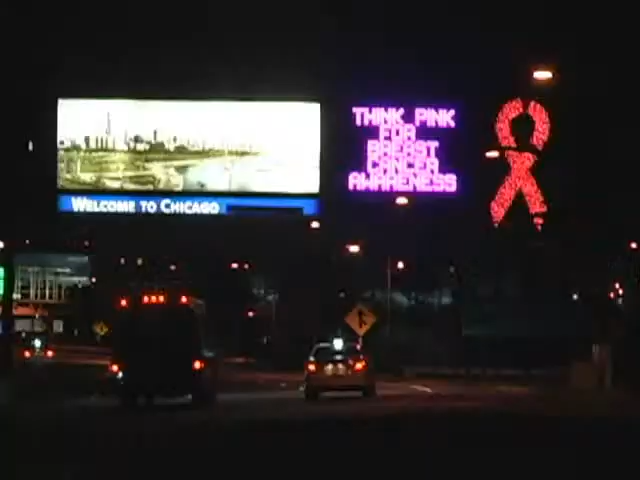 WELCOME TO CHICAGO
THINK PINK
FOR
BREAST
CANCER
AWARENESS